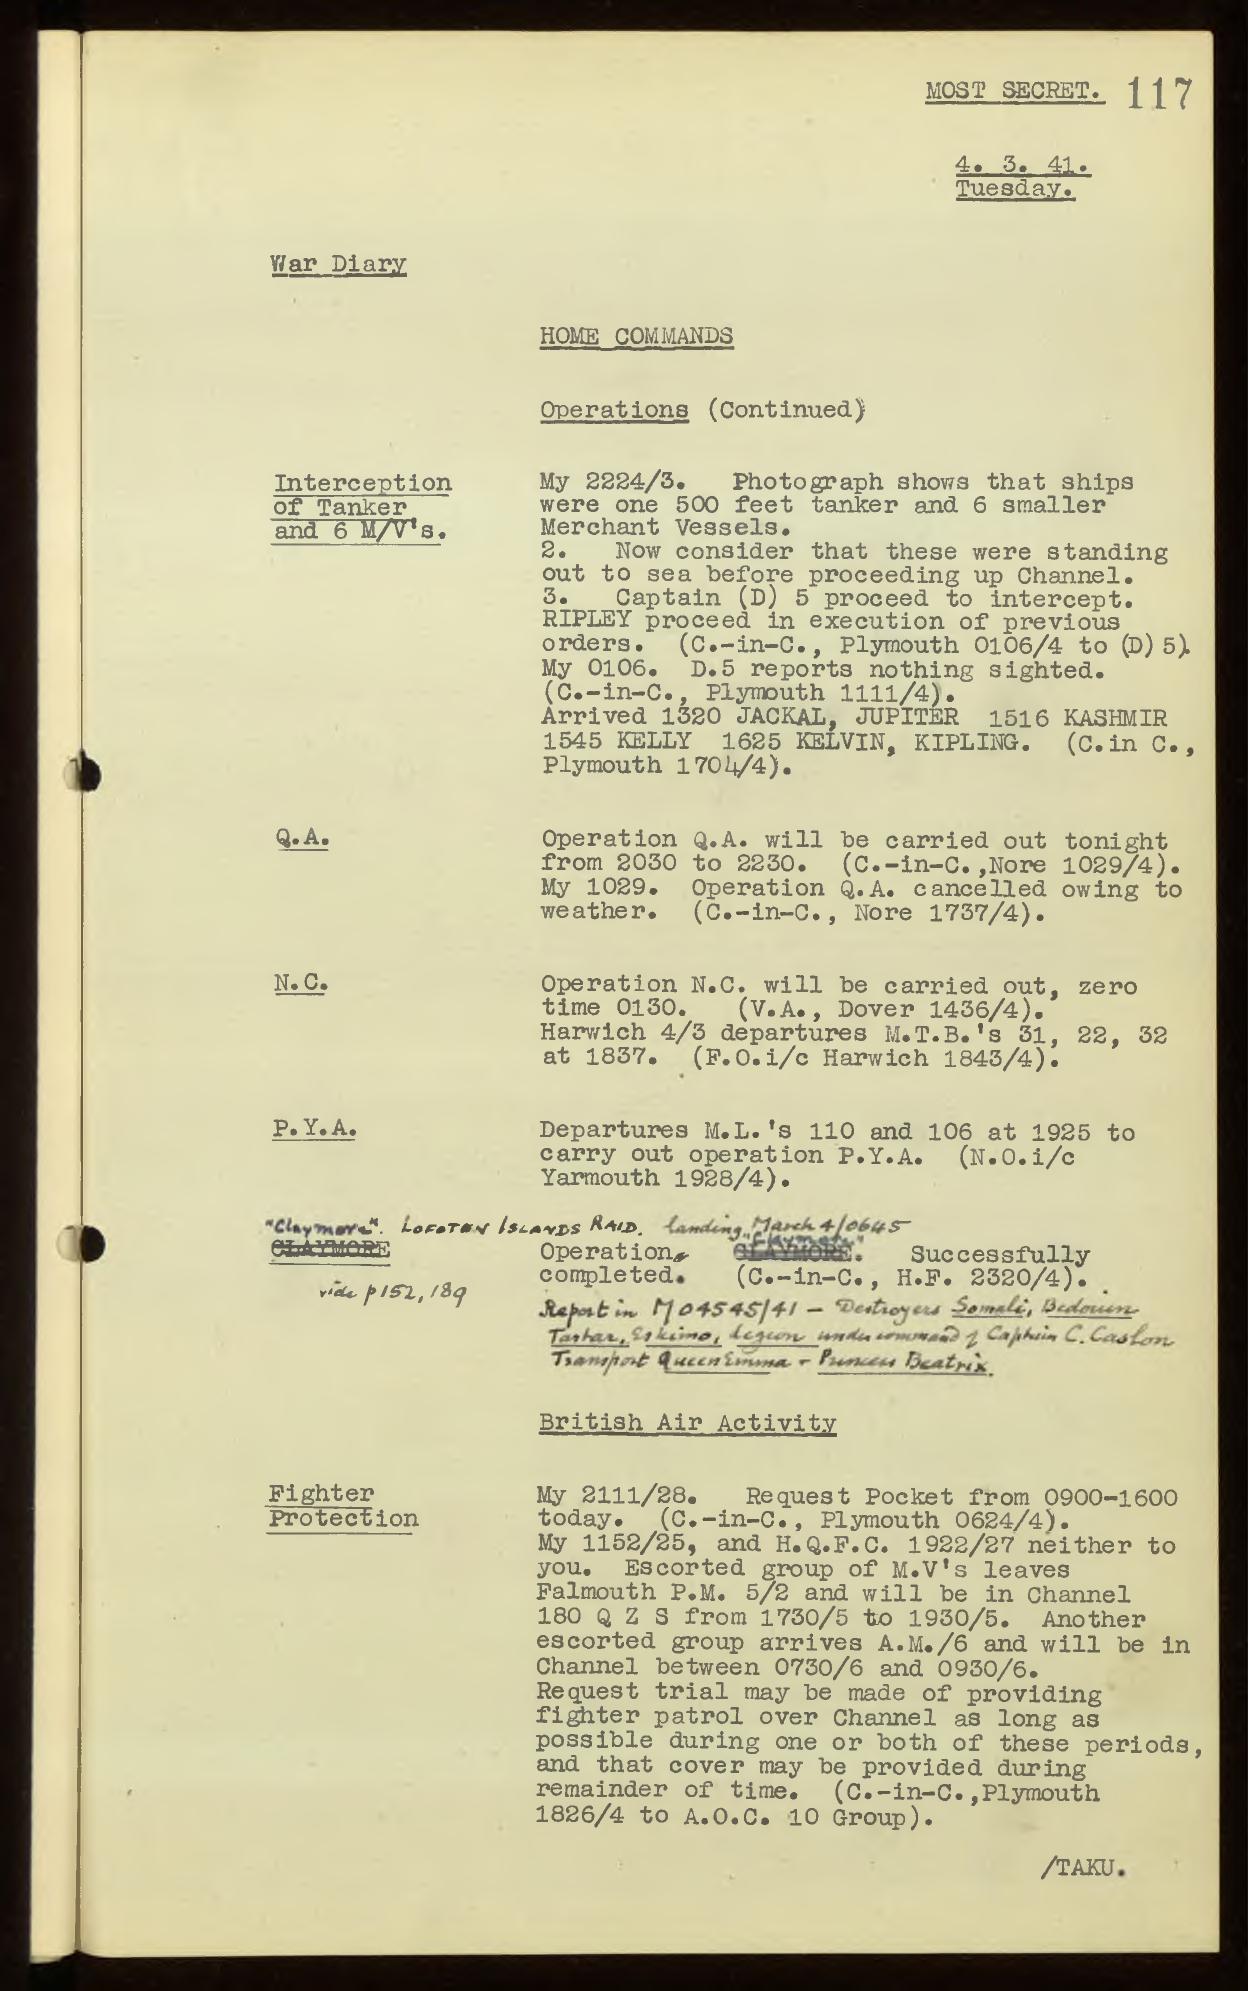 MOST SECRET. 117
4. 3. 41.
Tuesday.
War Diary
HOME COMMANDS
Operations (Continued)
Interception
of Tanker
and 6 M/V's.
My 2224/3. Photograph shows that ships
were one 500 feet tanker and 6 smaller
Merchant Vessels.
2. Now consider that these were standing
out to sea before proceeding up Channel.
3. Captain (D) 5 proceed to intercept.
RIPLEY proceed in execution of previous
orders. (C.-in-C., Plymouth 0106/4 to (D) 5).
My 0106. D.5 reports nothing sighted.
(C.-in-C., Plymouth 1111/4).
Arrived 1320 JACKAL, JUPITER 1516 KASHMIR
1545 KELLY 1625 KELVIN, KIPLING. (C.in C.,
Plymouth 1704/4).
Q.A.
Operation Q.A. will be carried out tonight
from 2030 to 2230. (C.-in-C.,Nore 1029/4).
My 1029. Operation Q.A. cancelled owing to
weather. (C.-in-C., Nore 1737/4).
N.C.
Operation N.C. will be carried out, zero
time 0130. (V.A., Dover 1436/4).
Harwich 4/3 departures M.T.B.'s 31, 22, 32
at 1837. (F.O.i/c Harwich 1843/4).
P.Y.A.
Departures M.L.'s 110 and 106 at 1925 to
carry out operation P.Y.A. (N.O.i/c
Yarmouth 1928/4).
"Claymore". LOFOTEN ISLANDS RAID. landing March 4/0645
CLAYMORE
vide p152, 189
"Claymore"
Operation CLAYMORE. Successfully
completed. (C.-in-C., H.F. 2320/4).
Report in M 04545/41 - Destroyers Somali, Bedouin
Tartar, Eskimo, Legion under command of Captain C. Caslon
Transport Queen Emma + Princess Beatrix.
British Air Activity
Fighter
Protection
My 2111/28. Request Pocket from 0900-1600
today. (C.-in-C., Plymouth 0624/4).
My 1152/25, and H.Q.F.C. 1922/27 neither to
you. Escorted group of M.V's leaves
Falmouth P.M. 5/2 and will be in Channel
180 Q Z S from 1730/5 to 1930/5. Another
escorted group arrives A.M./6 and will be in
Channel between 0730/6 and 0930/6.
Request trial may be made of providing
fighter patrol over Channel as long as
possible during one or both of these periods,
and that cover may be provided during
remainder of time. (C.-in-C.,Plymouth
1826/4 to A.O.C. 10 Group).
/TAKU.